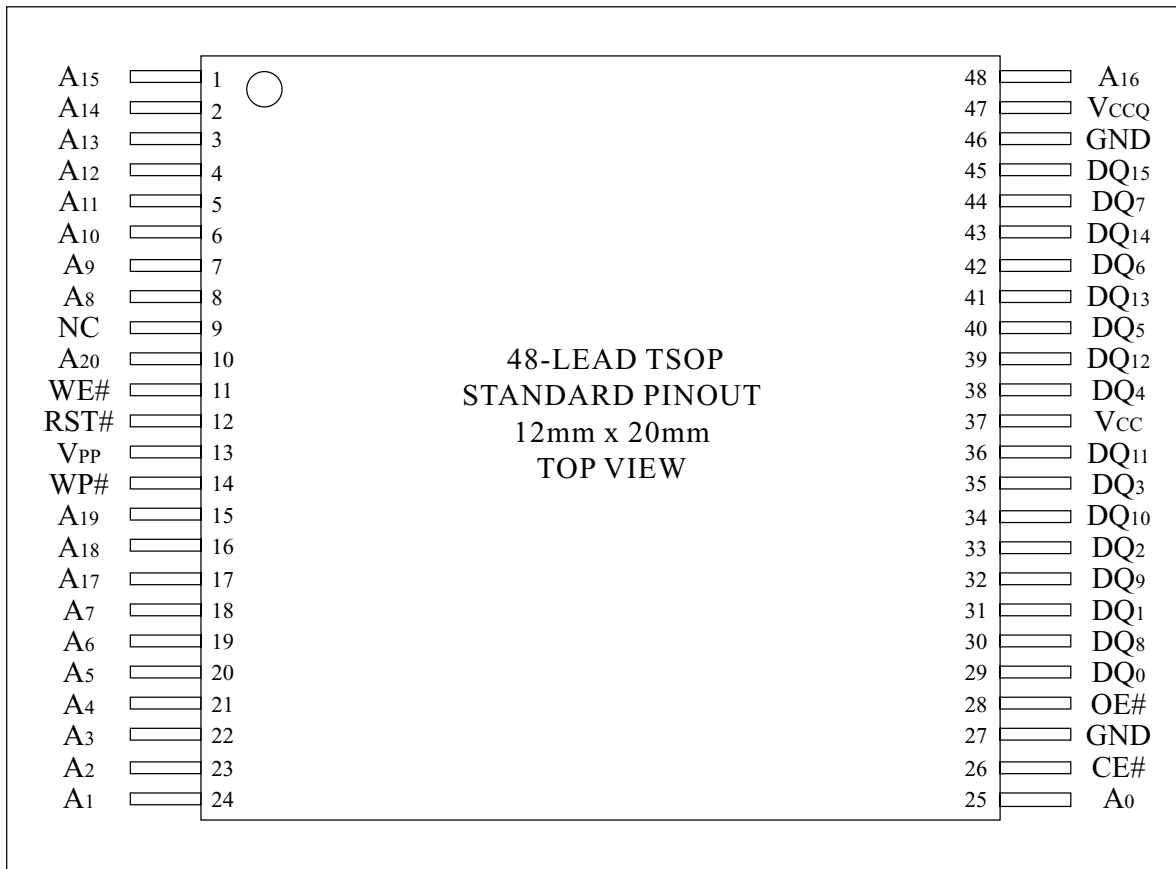 A15 1 48 A16
A14 2 47 VCCQ
A13 3 46 GND
A12 4 45 DQ15
A11 5 44 DQ7
A10 6 43 DQ14
A9 7 42 DQ6
A8 8 41 DQ13
NC 9 40 DQ5
A20 10 39 DQ12
WE# 11 38 DQ4
RST# 12 37 VCC
VPP 13 36 DQ11
WP# 14 35 DQ3
A19 15 34 DQ10
A18 16 33 DQ2
A17 17 32 DQ9
A7 18 31 DQ1
A6 19 30 DQ8
A5 20 29 DQ0
A4 21 28 OE#
A3 22 27 GND
A2 23 26 CE#
A1 24 25 A0
48-LEAD TSOP
STANDARD PINOUT
12mm x 20mm
TOP VIEW